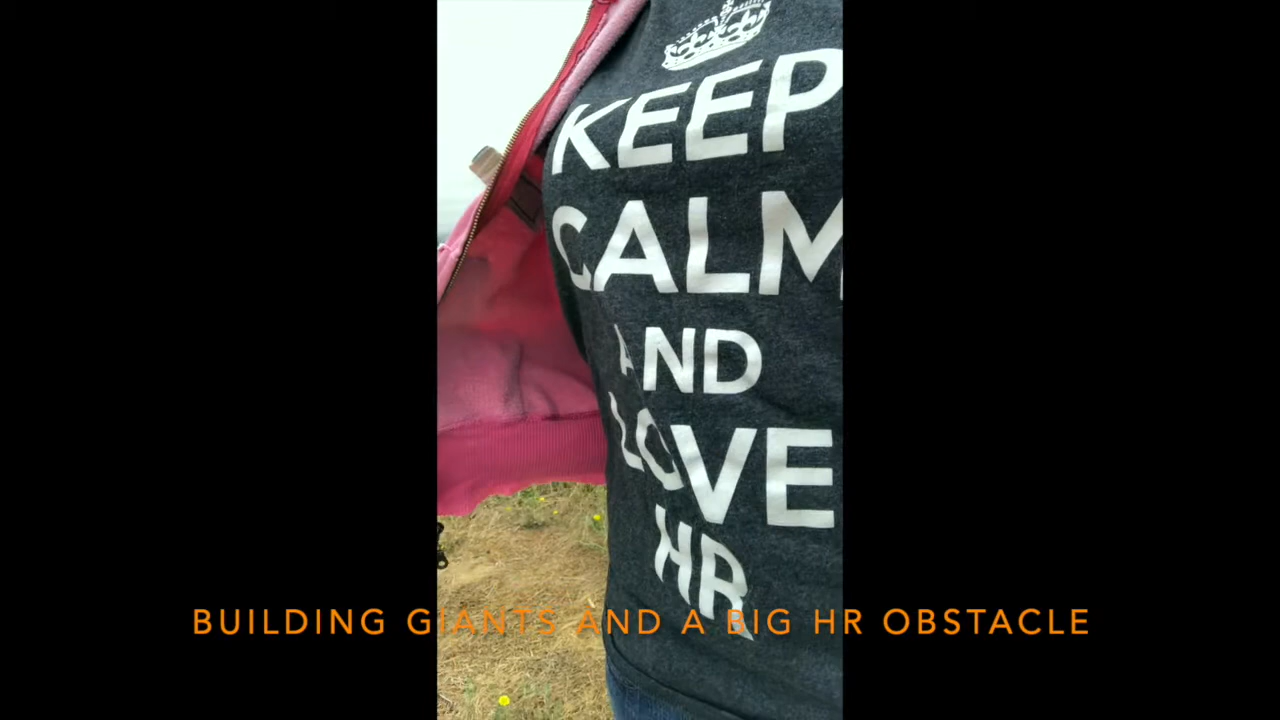 KEEP
CALM
AND
LOVE
HR
BUILDING GIANTS AND A BIG HR OBSTACLE